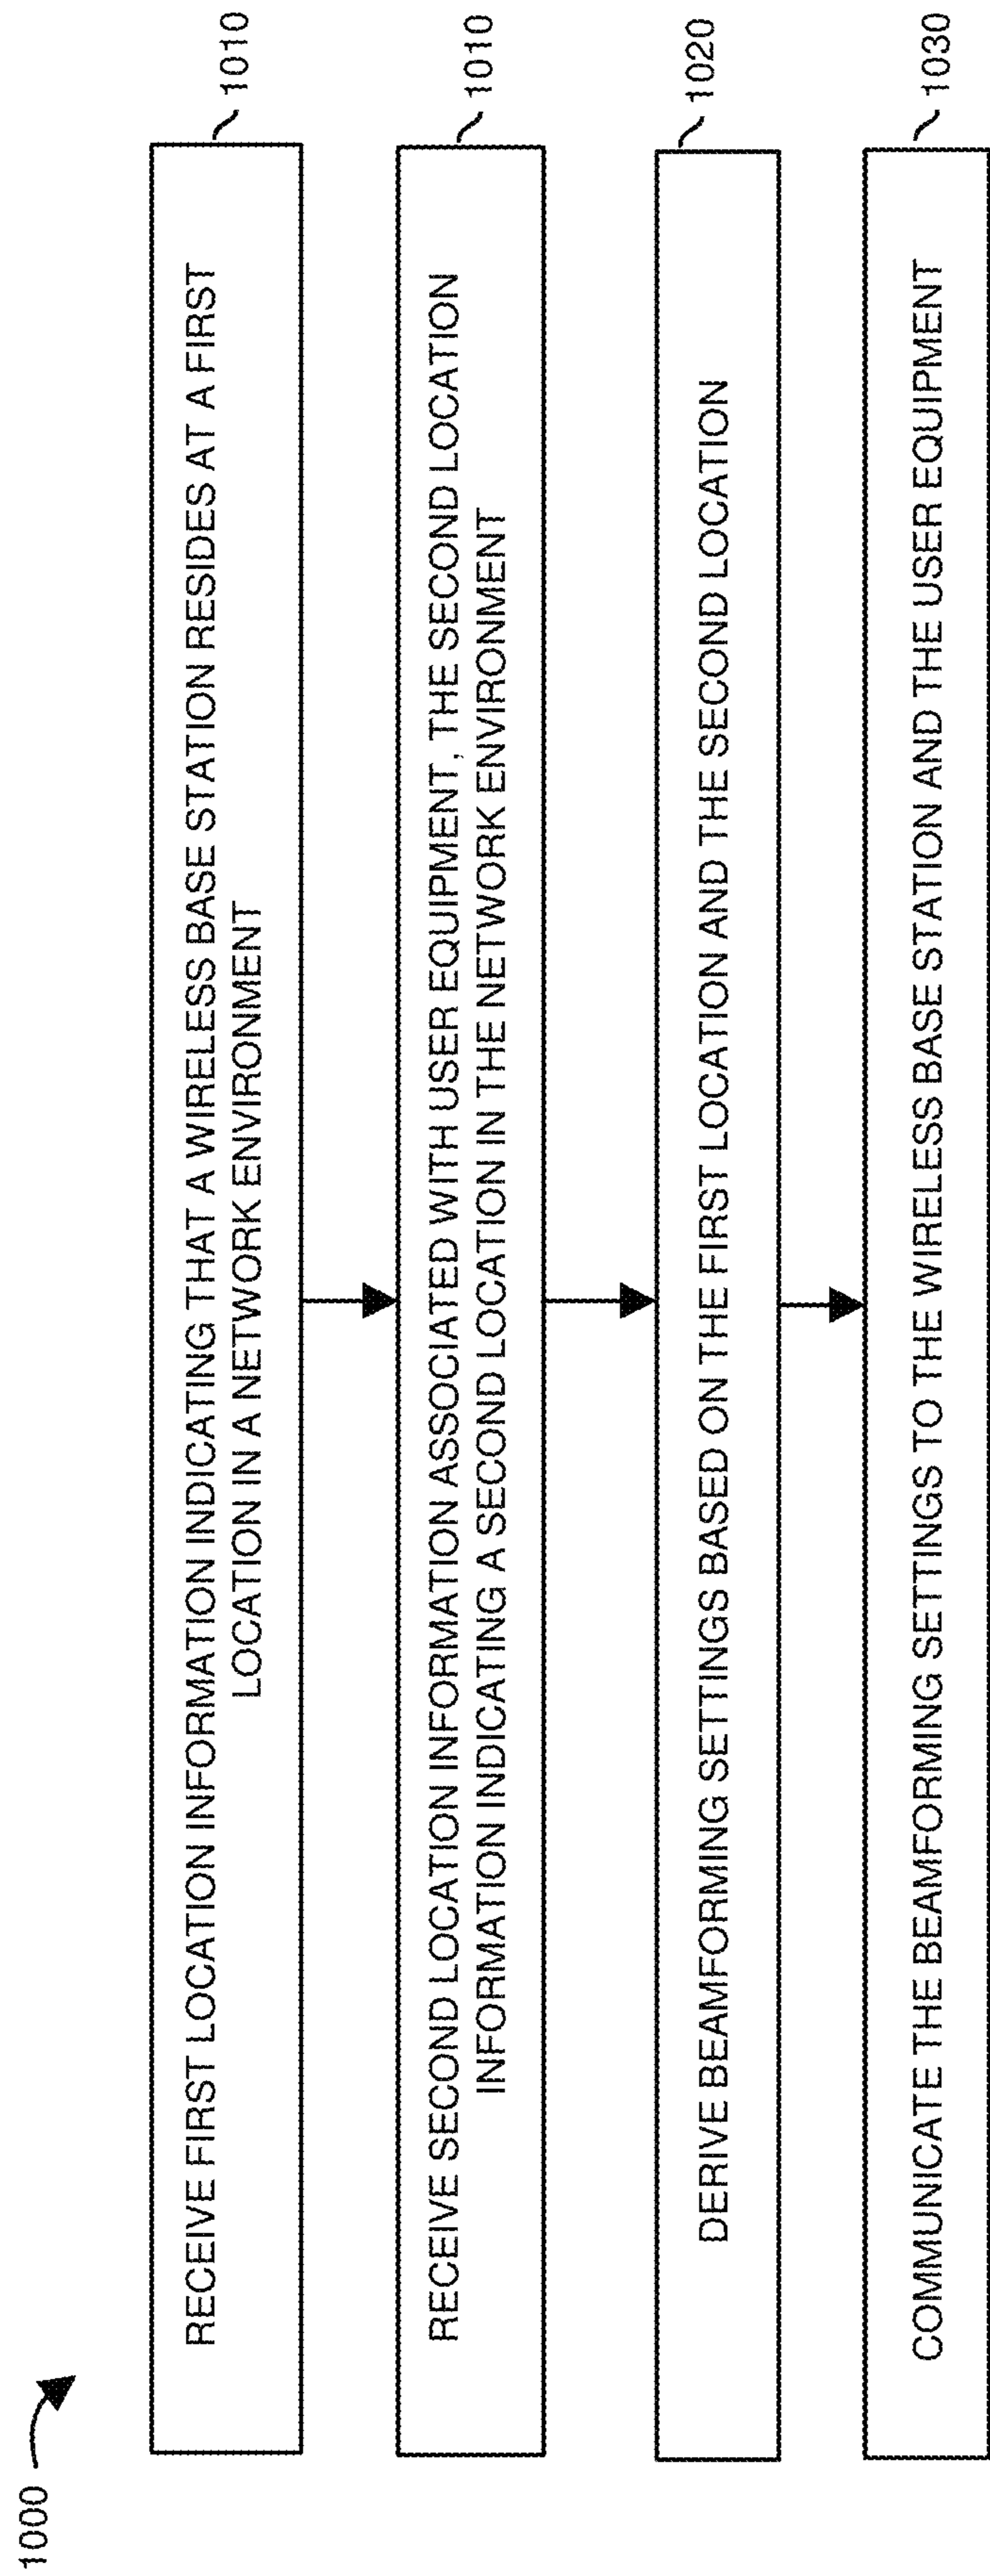 1000
RECEIVE FIRST LOCATION INFORMATION INDICATING THAT A WIRELESS BASE STATION RESIDES AT A FIRST
LOCATION IN A NETWORK ENVIRONMENT
1010
RECEIVE SECOND LOCATION INFORMATION ASSOCIATED WITH USER EQUIPMENT, THE SECOND LOCATION
INFORMATION INDICATING A SECOND LOCATION IN THE NETWORK ENVIRONMENT
1010
DERIVE BEAMFORMING SETTINGS BASED ON THE FIRST LOCATION AND THE SECOND LOCATION
1020
COMMUNICATE THE BEAMFORMING SETTINGS TO THE WIRELESS BASE STATION AND THE USER EQUIPMENT
1030